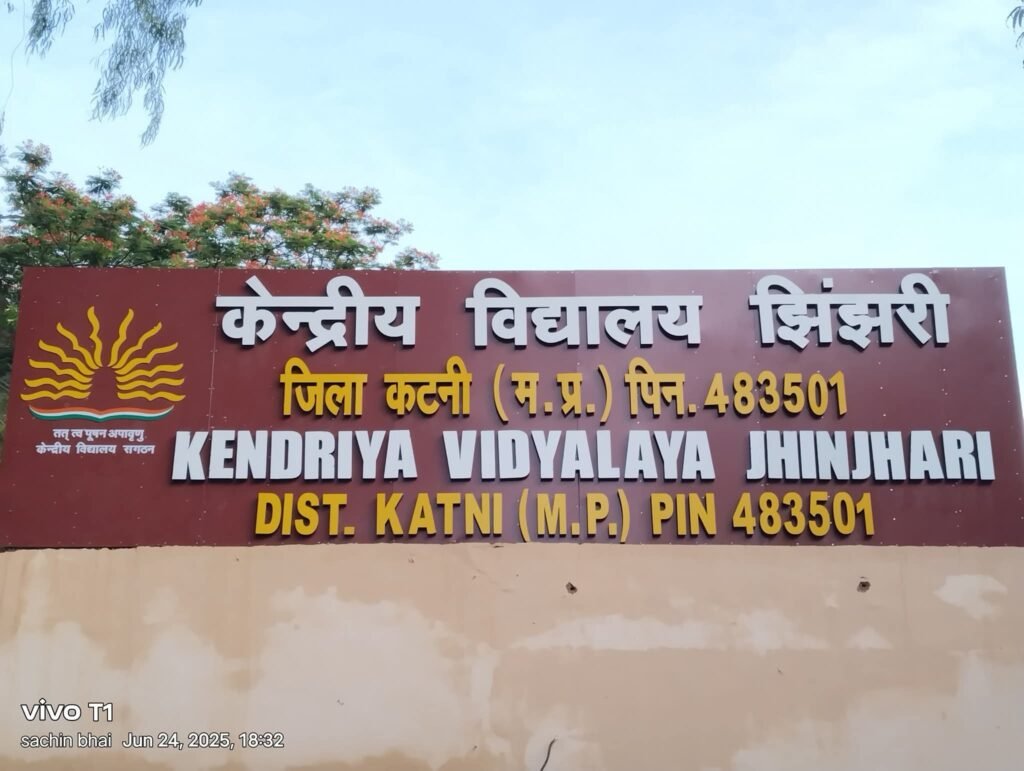 केन्द्रीय विद्यालय झिंझरी
जिला कटनी (म.प्र.) पिन. 483501
तत् त्वं पूषन् अपावृणु
केन्द्रीय विद्यालय संगठन
KENDRIYA VIDYALAYA JHINJHARI
DIST. KATNI (M.P.) PIN 483501
vivo T1
sachin bhai Jun 24, 2025, 18:32